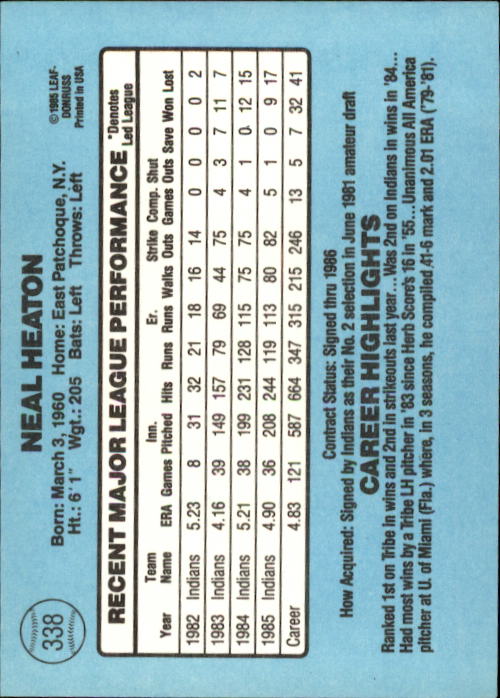 338
NEAL HEATON
Born: March 3, 1960 Home: East Patchoque, N.Y.
Ht.: 6'1" Wgt.: 205 Bats: Left Throws: Left
©1985 LEAF-
DONRUSS
Printed in USA
RECENT MAJOR LEAGUE PERFORMANCE *Denotes
Led League
Team Inn. Er. Strike Comp. Shut
Year Name ERA Games Pitched Hits Runs Runs Walks Outs Games Outs Save Won Lost
1982 Indians 5.23 8 31 32 21 18 16 14 0 0 0 0 2
1983 Indians 4.16 39 149 157 79 69 44 75 4 3 7 11 7
1984 Indians 5.21 38 199 231 128 115 75 75 4 1 0 12 15
1985 Indians 4.90 36 208 244 119 113 80 82 5 1 0 9 17
Career 4.83 121 587 664 347 315 215 246 13 5 7 32 41
Contract Status: Signed thru 1986
How Acquired: Signed by Indians as their No. 2 selection in June 1981 amateur draft
CAREER HIGHLIGHTS
Ranked 1st on Tribe in wins and 2nd in strikeouts last year... Was 2nd on Indians in wins in '84...
Had most wins by a Tribe LH pitcher in '83 since Herb Score's 16 in '55... Unanimous All America
pitcher at U. of Miami (Fla.) where, in 3 seasons, he compiled 41-6 mark and 2.01 ERA ('79-'81).